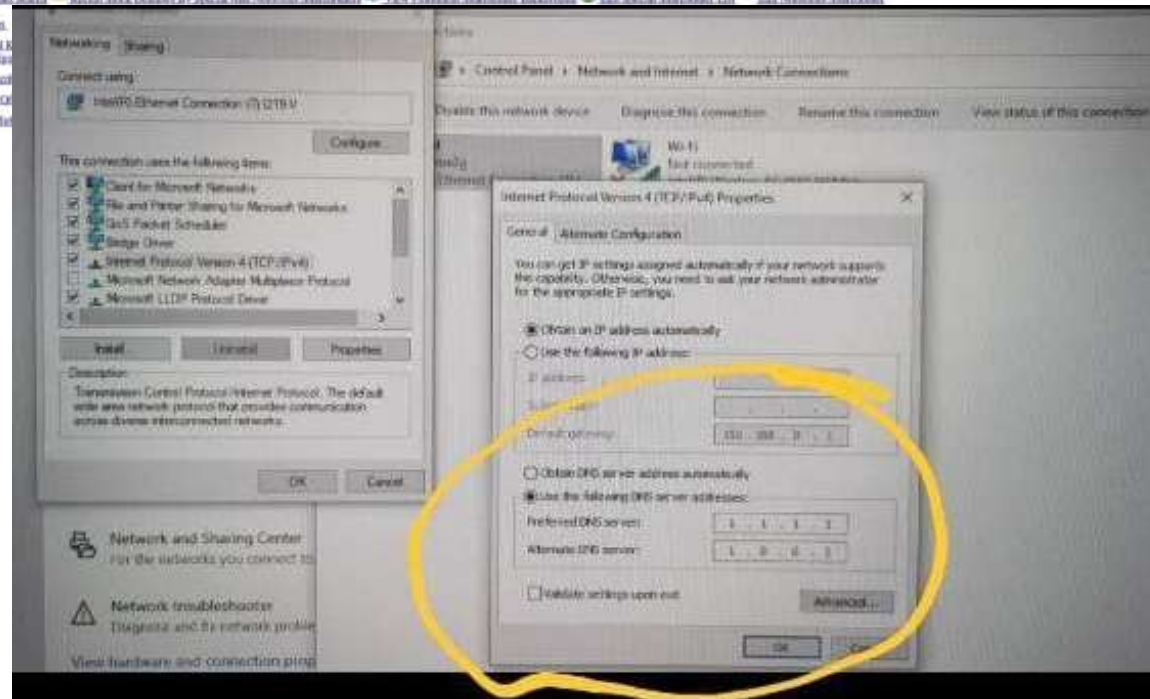 Networking Sharing
Connect using:
Intel(R) Ethernet Connection (7) I219-V
Configure...
This connection uses the following items:
Client for Microsoft Networks
File and Printer Sharing for Microsoft Networks
QoS Packet Scheduler
Bridge Driver
Internet Protocol Version 4 (TCP/IPv4)
Microsoft Network Adapter Multiplexor Protocol
Microsoft LLDP Protocol Driver
Install... Uninstall Properties
Description
Transmission Control Protocol/Internet Protocol. The default
wide area network protocol that provides communication
across diverse interconnected networks.
OK Cancel
Network and Sharing Center
For the networks you connect to
Network troubleshooter
Diagnose and fix network proble
View hardware and connection prop
Control Panel Network and Internet Network Connections
Disable this network device Diagnose this connection Rename this connection View status of this connection
Wi-Fi
Not connected
Internet Protocol Version 4 (TCP/IPv4) Properties
General Alternate Configuration
You can get IP settings assigned automatically if your network supports
this capability. Otherwise, you need to ask your network administrator
for the appropriate IP settings.
Obtain an IP address automatically
Use the following IP address:
IP address:
Default gateway:
Obtain DNS server address automatically
Use the following DNS server addresses:
Preferred DNS server: 1 . 1 . 1 . 1
Alternate DNS server: 1 . 0 . 0 . 1
Validate settings upon exit
Advanced...
OK